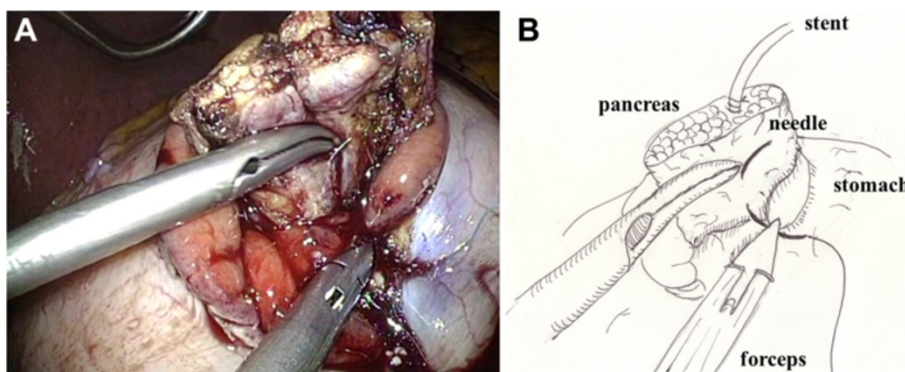 A
B
stent
pancreas
needle
stomach
forceps